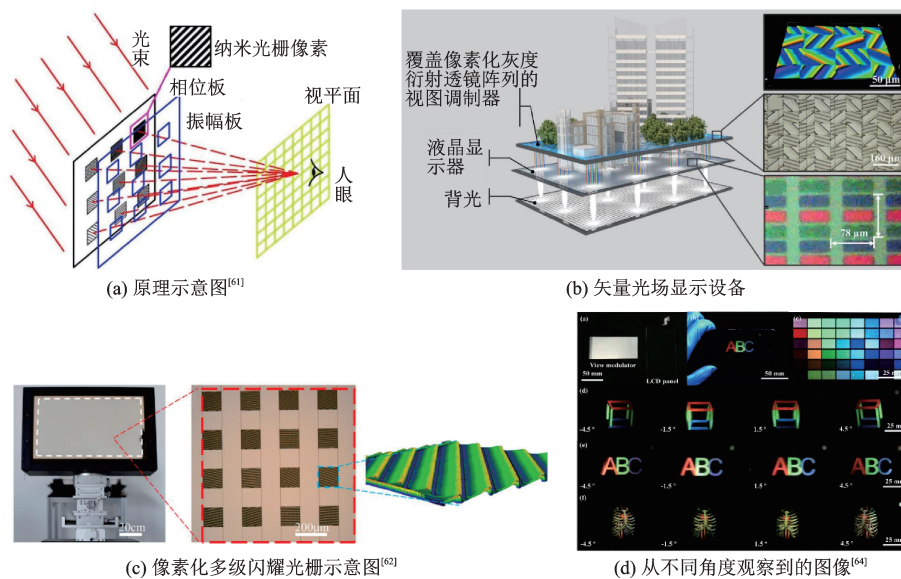 光束
纳米光栅像素
相位板
振幅板
视平面
人眼
(a) 原理示意图[61]
覆盖像素化灰度
衍射透镜阵列的
视图调制器
液晶显
示器
背光
50 μm
160 μm
78 μm
(b) 矢量光场显示设备
20cm
200μm
(c) 像素化多级闪耀光栅示意图[62]
(a)
View modulator
50 mm
LCD panel
(b)
ABC
50 mm
(c)
25 mm
(d)
-4.5 °
-1.5 °
1.5 °
4.5 °
25 mm
(e)
ABC
ABC
ABC
ABC
-4.5 °
-1.5 °
1.5 °
4.5 °
25 mm
(f)
-4.5 °
-1.5 °
1.5 °
4.5 °
25 mm
(d) 从不同角度观察到的图像[64]